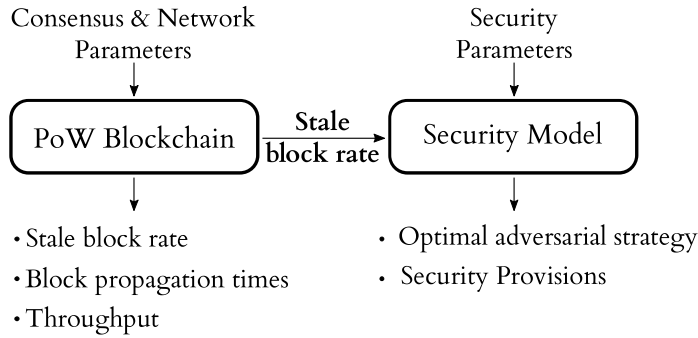 Consensus & Network
Parameters
Security
Parameters
PoW Blockchain
Stale
block rate
Security Model
• Stale block rate
• Block propagation times
• Throughput
• Optimal adversarial strategy
• Security Provisions